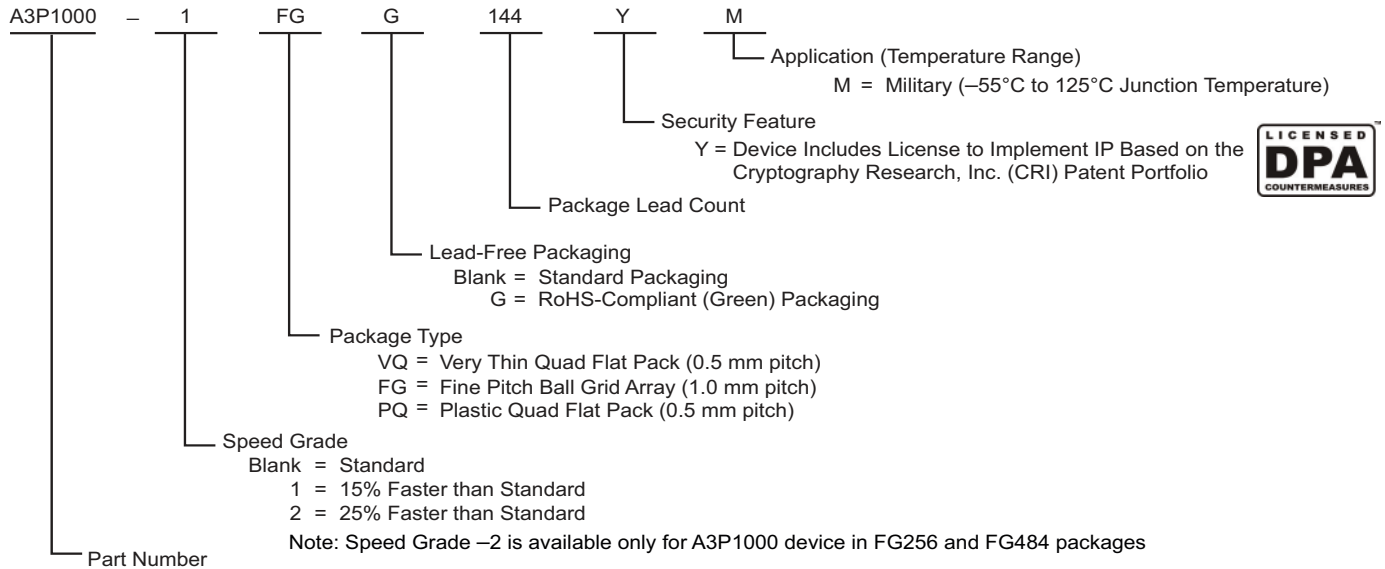 A3P1000 – 1 FG G 144 Y M
Application (Temperature Range)
M = Military (–55°C to 125°C Junction Temperature)
Security Feature
Y = Device Includes License to Implement IP Based on the
Cryptography Research, Inc. (CRI) Patent Portfolio
LICENSED
DPA
COUNTERMEASURES
™
Package Lead Count
Lead-Free Packaging
Blank = Standard Packaging
G = RoHS-Compliant (Green) Packaging
Package Type
VQ = Very Thin Quad Flat Pack (0.5 mm pitch)
FG = Fine Pitch Ball Grid Array (1.0 mm pitch)
PQ = Plastic Quad Flat Pack (0.5 mm pitch)
Speed Grade
Blank = Standard
1 = 15% Faster than Standard
2 = 25% Faster than Standard
Note: Speed Grade –2 is available only for A3P1000 device in FG256 and FG484 packages
Part Number